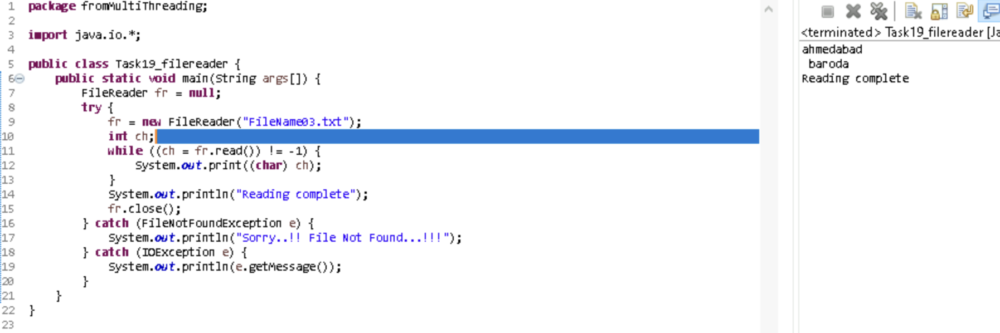 1 package fromMultiThreading;
2
3 import java.io.*;
4
5 public class Task19_filereader {
6 public static void main(String args[]) {
7 FileReader fr = null;
8 try {
9 fr = new FileReader("FileName03.txt");
10 int ch;
11 while ((ch = fr.read()) != -1) {
12 System.out.print((char) ch);
13 }
14 System.out.println("Reading complete");
15 fr.close();
16 } catch (FileNotFoundException e) {
17 System.out.println("Sorry..!! File Not Found...!!!");
18 } catch (IOException e) {
19 System.out.println(e.getMessage());
20 }
21 }
22 }
23
<terminated> Task19_filereader [Ja
ahmedabad
baroda
Reading complete